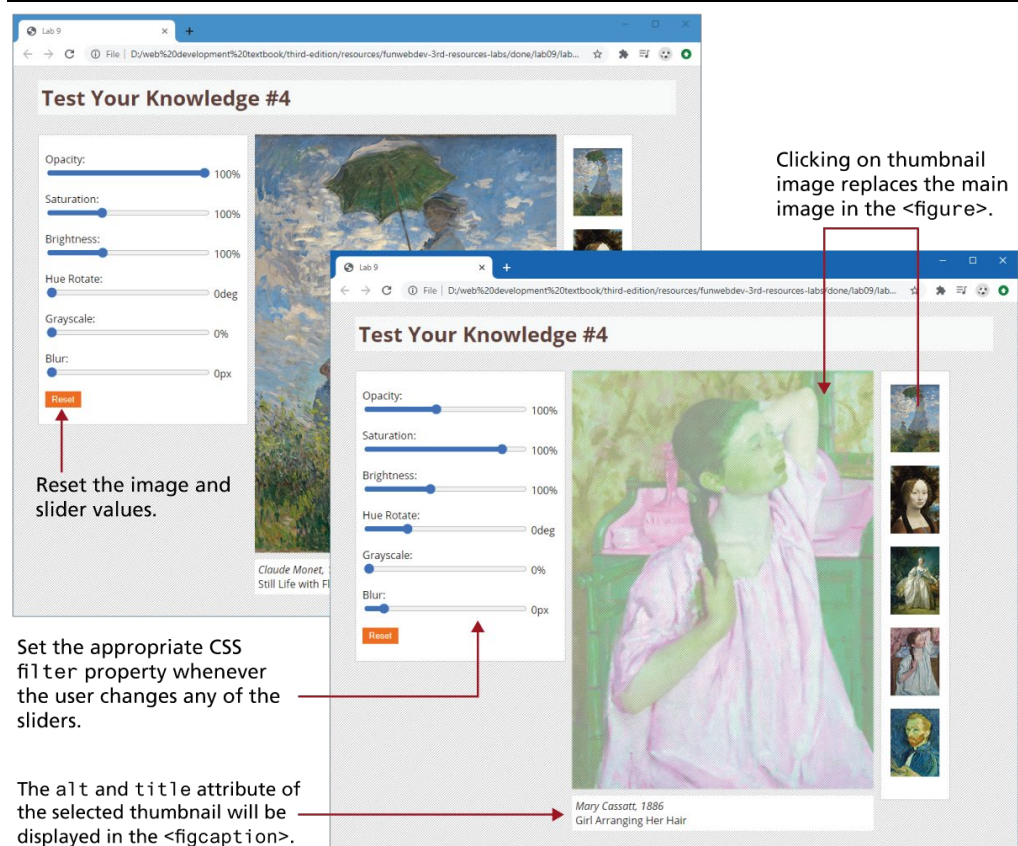 Lab 9
File | D:/web%20development%20textbook/third-edition/resources/funwebdev-3rd-resources-labs/done/lab09/lab...
Test Your Knowledge #4
Opacity:
100%
Saturation:
100%
Brightness:
100%
Hue Rotate:
0deg
Grayscale:
0%
Blur:
0px
Reset
Claude Monet,
Still Life with
Reset the image and
slider values.
Clicking on thumbnail
image replaces the main
image in the <figure>.
Lab 9
File | D:/web%20development%20textbook/third-edition/resources/funwebdev-3rd-resources-labs/done/lab09/lab...
Test Your Knowledge #4
Opacity:
100%
Saturation:
100%
Brightness:
100%
Hue Rotate:
0deg
Grayscale:
0%
Blur:
0px
Reset
Mary Cassatt, 1886
Girl Arranging Her Hair
Set the appropriate CSS
filter property whenever
the user changes any of the
sliders.
The alt and title attribute of
the selected thumbnail will be
displayed in the <figcaption>.